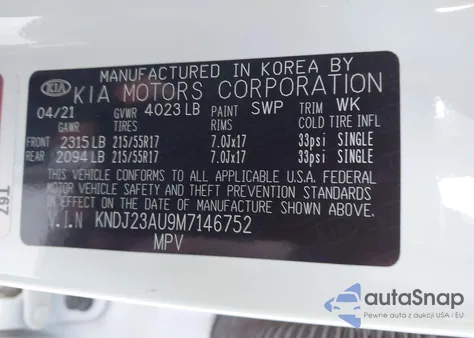 MANUFACTURED IN KOREA BY
KIA KIA MOTORS CORPORATION
04/21 GVWR 4023 LB PAINT SWP TRIM WK
GAWR TIRES RIMS COLD TIRE INFL
FRONT 2315 LB 215/55R17 7.0Jx17 33psi SINGLE
REAR 2094 LB 215/55R17 7.0Jx17 33psi SINGLE
THIS VEHICLE CONFORMS TO ALL APPLICABLE U.S.A. FEDERAL
MOTOR VEHICLE SAFETY AND THEFT PREVENTION STANDARDS
IN EFFECT ON THE DATE OF MANUFACTURE SHOWN ABOVE.
V.I.N KNDJ23AU9M7146752
MPV
T6Z
autoSnap
Pewne auta z aukcji USA i EU